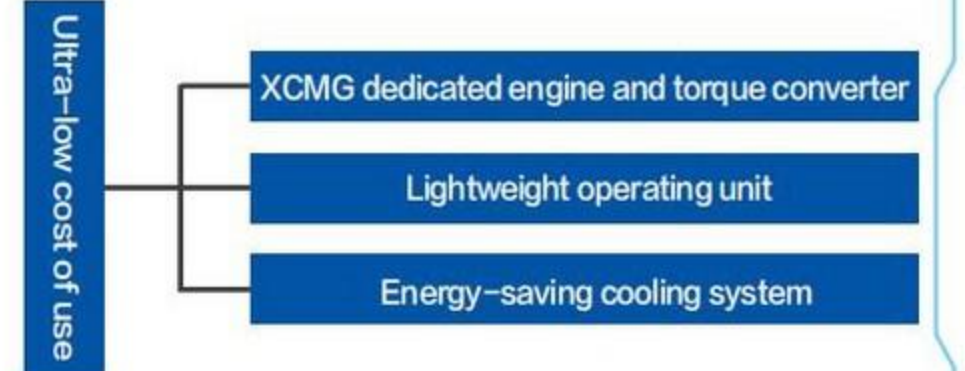 Ultra-low cost of use
XCMG dedicated engine and torque converter
Lightweight operating unit
Energy-saving cooling system